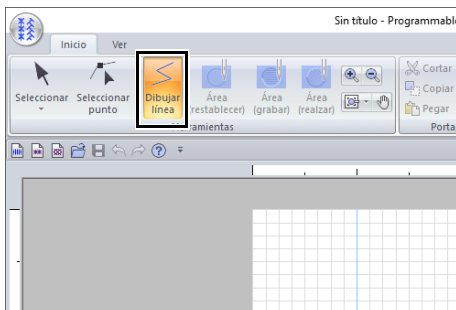 Sin título - Programmabl
Inicio Ver
Seleccionar
Seleccionar punto
Dibujar línea
Área (restablecer)
Área (grabar)
Área (realzar)
Cortar
Copiar
Pegar
ramientas
Porta